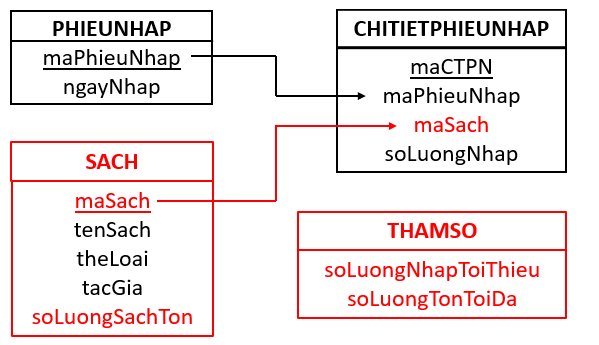 PHIEUNHAP
maPhieuNhap
ngayNhap
CHITIETPHIEUNHAP
maCTPN
maPhieuNhap
maSach
soLuongNhap
SACH
maSach
tenSach
theLoai
tacGia
soLuongSachTon
THAMSO
soLuongNhapToiThieu
soLuongTonToiDa